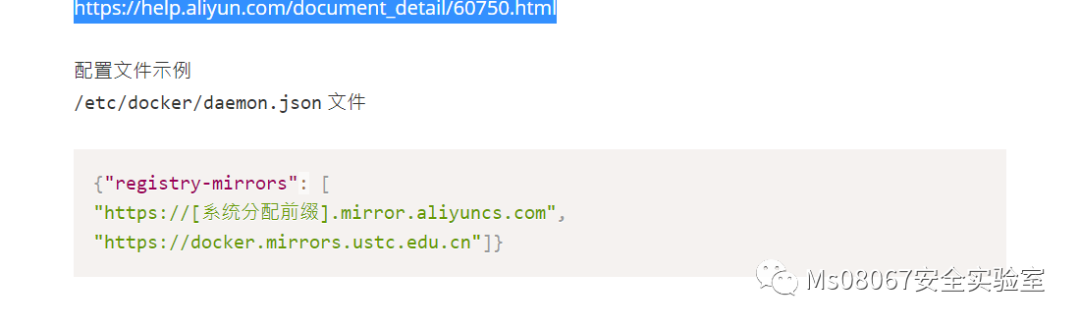 https://help.aliyun.com/document_detail/60750.html
配置文件示例
/etc/docker/daemon.json 文件
{"registry-mirrors": [
"https://[系统分配前缀].mirror.aliyuncs.com",
"https://docker.mirrors.ustc.edu.cn"]}
Ms08067安全实验室